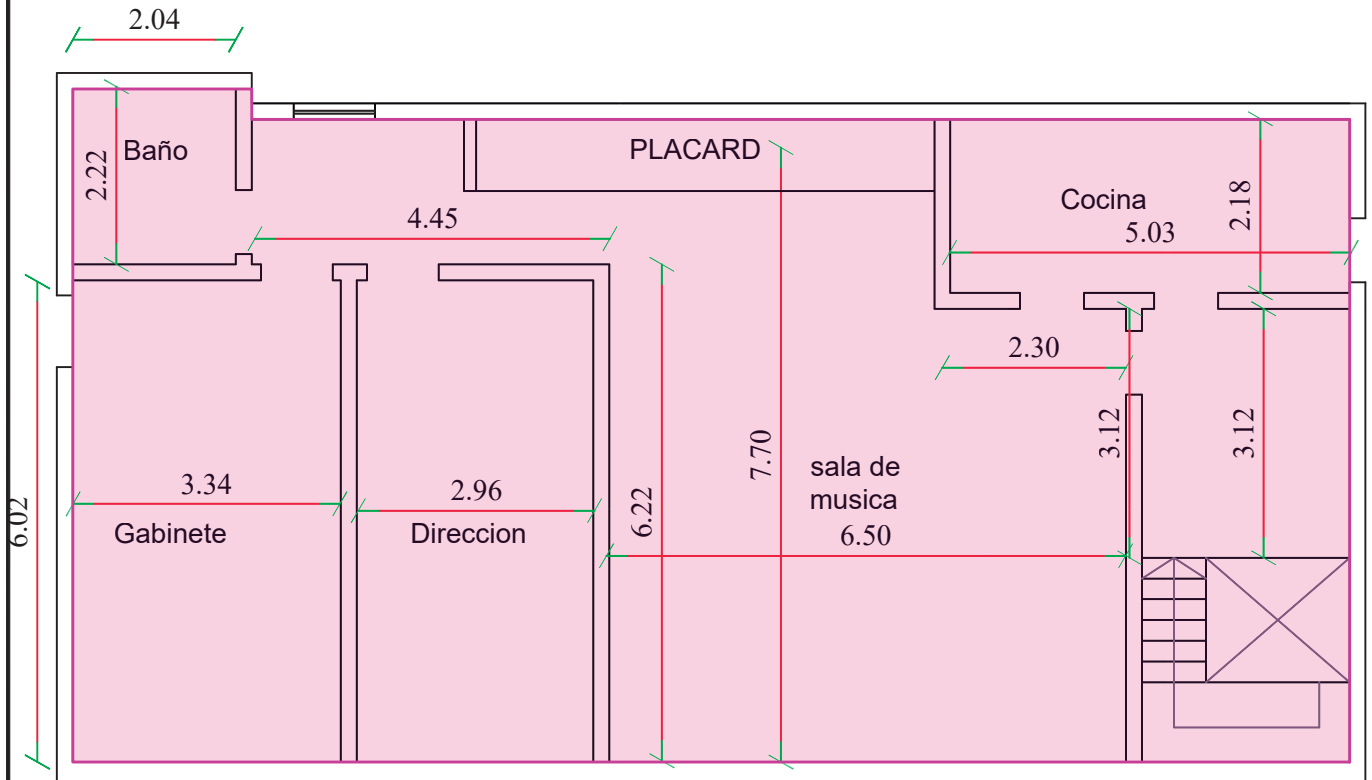 2.04
Baño
2.22
PLACARD
Cocina
2.18
5.03
4.45
2.30
3.12
3.12
7.70
sala de
musica
6.50
6.22
3.34
Gabinete
2.96
Direccion
6.02